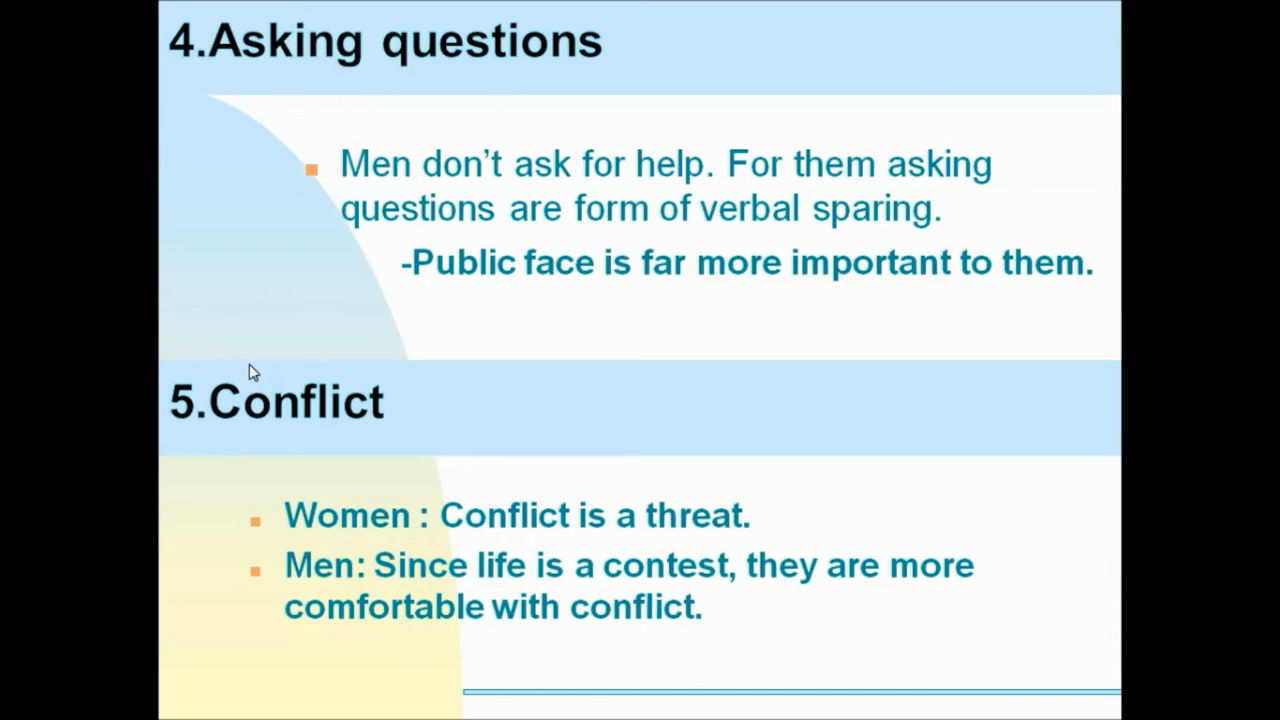 4.Asking questions
Men don’t ask for help. For them asking
questions are form of verbal sparing.
-Public face is far more important to them.
5.Conflict
Women : Conflict is a threat.
Men: Since life is a contest, they are more
comfortable with conflict.